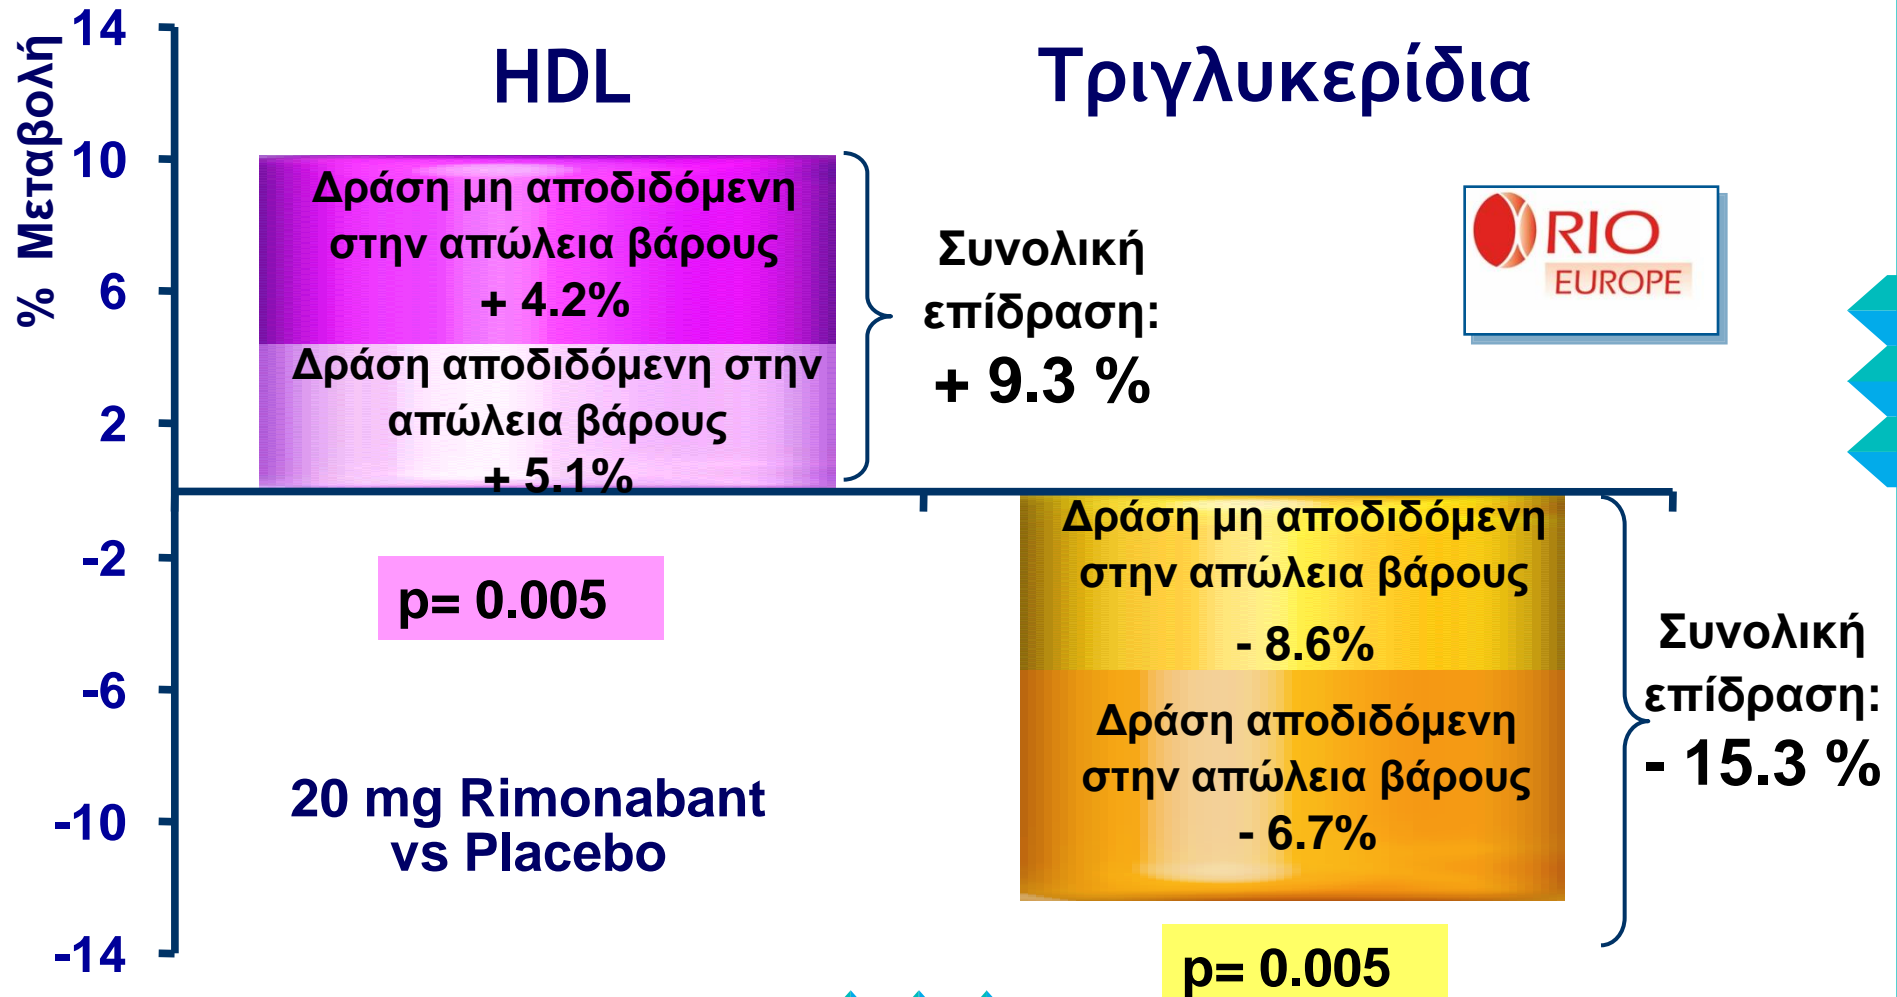 % Μεταβολή
14
10
6
2
-2
-6
-10
-14
HDL
Δράση μη αποδιδόμενη
στην απώλεια βάρους
+ 4.2%
Δράση αποδιδόμενη στην
απώλεια βάρους
+ 5.1%
Συνολική
επίδραση:
+ 9.3 %
p= 0.005
20 mg Rimonabant
vs Placebo
Τριγλυκερίδια
RIO
EUROPE
Δράση μη αποδιδόμενη
στην απώλεια βάρους
- 8.6%
Δράση αποδιδόμενη
στην απώλεια βάρους
- 6.7%
Συνολική
επίδραση:
- 15.3 %
p= 0.005